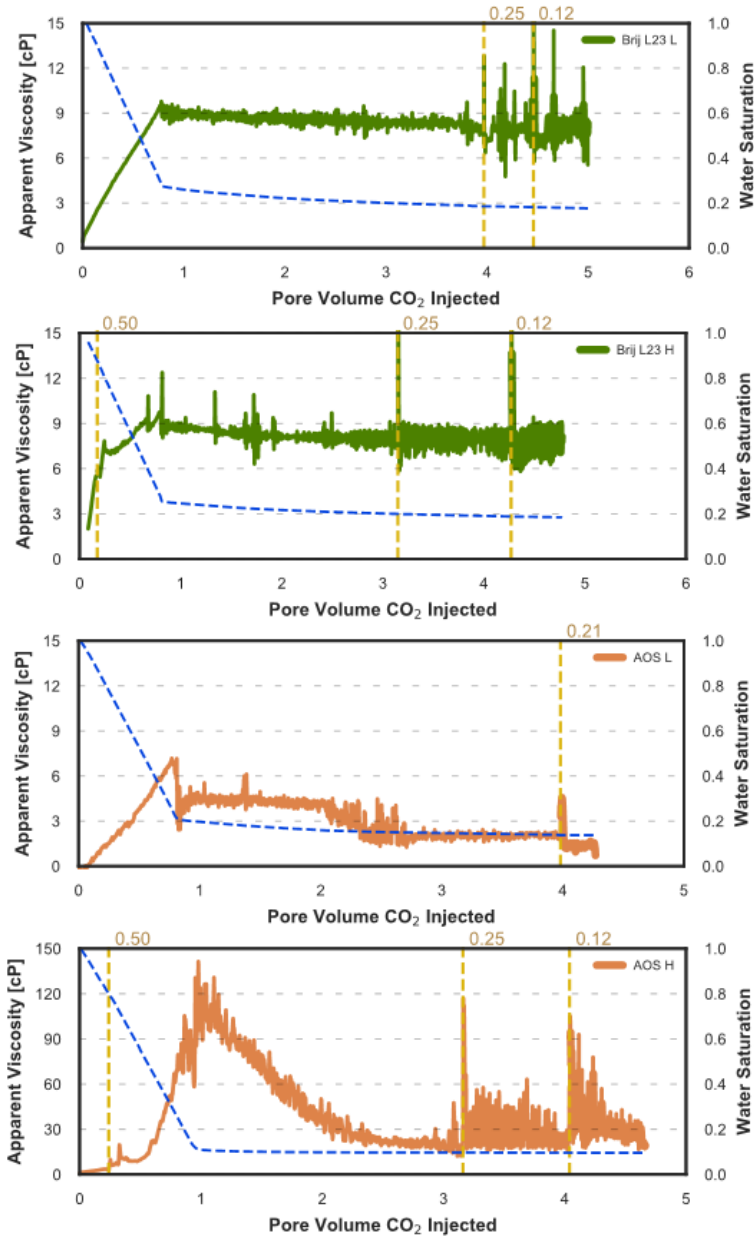 0.25 0.12
15 1.0
Brij L23 L
12 0.8
9 0.6
6 0.4
3 0.2
0 0.0
Apparent Viscosity [cP]
Water Saturation
0 1 2 3 4 5 6
Pore Volume CO₂ Injected
0.50 0.25 0.12
15 1.0
Brij L23 H
12 0.8
9 0.6
6 0.4
3 0.2
0 0.0
Apparent Viscosity [cP]
Water Saturation
0 1 2 3 4 5 6
Pore Volume CO₂ Injected
0.21
15 1.0
AOS L
12 0.8
9 0.6
6 0.4
3 0.2
0 0.0
Apparent Viscosity [cP]
Water Saturation
0 1 2 3 4 5
Pore Volume CO₂ Injected
0.50 0.25 0.12
150 1.0
AOS H
120 0.8
90 0.6
60 0.4
30 0.2
0 0.0
Apparent Viscosity [cP]
Water Saturation
0 1 2 3 4 5
Pore Volume CO₂ Injected